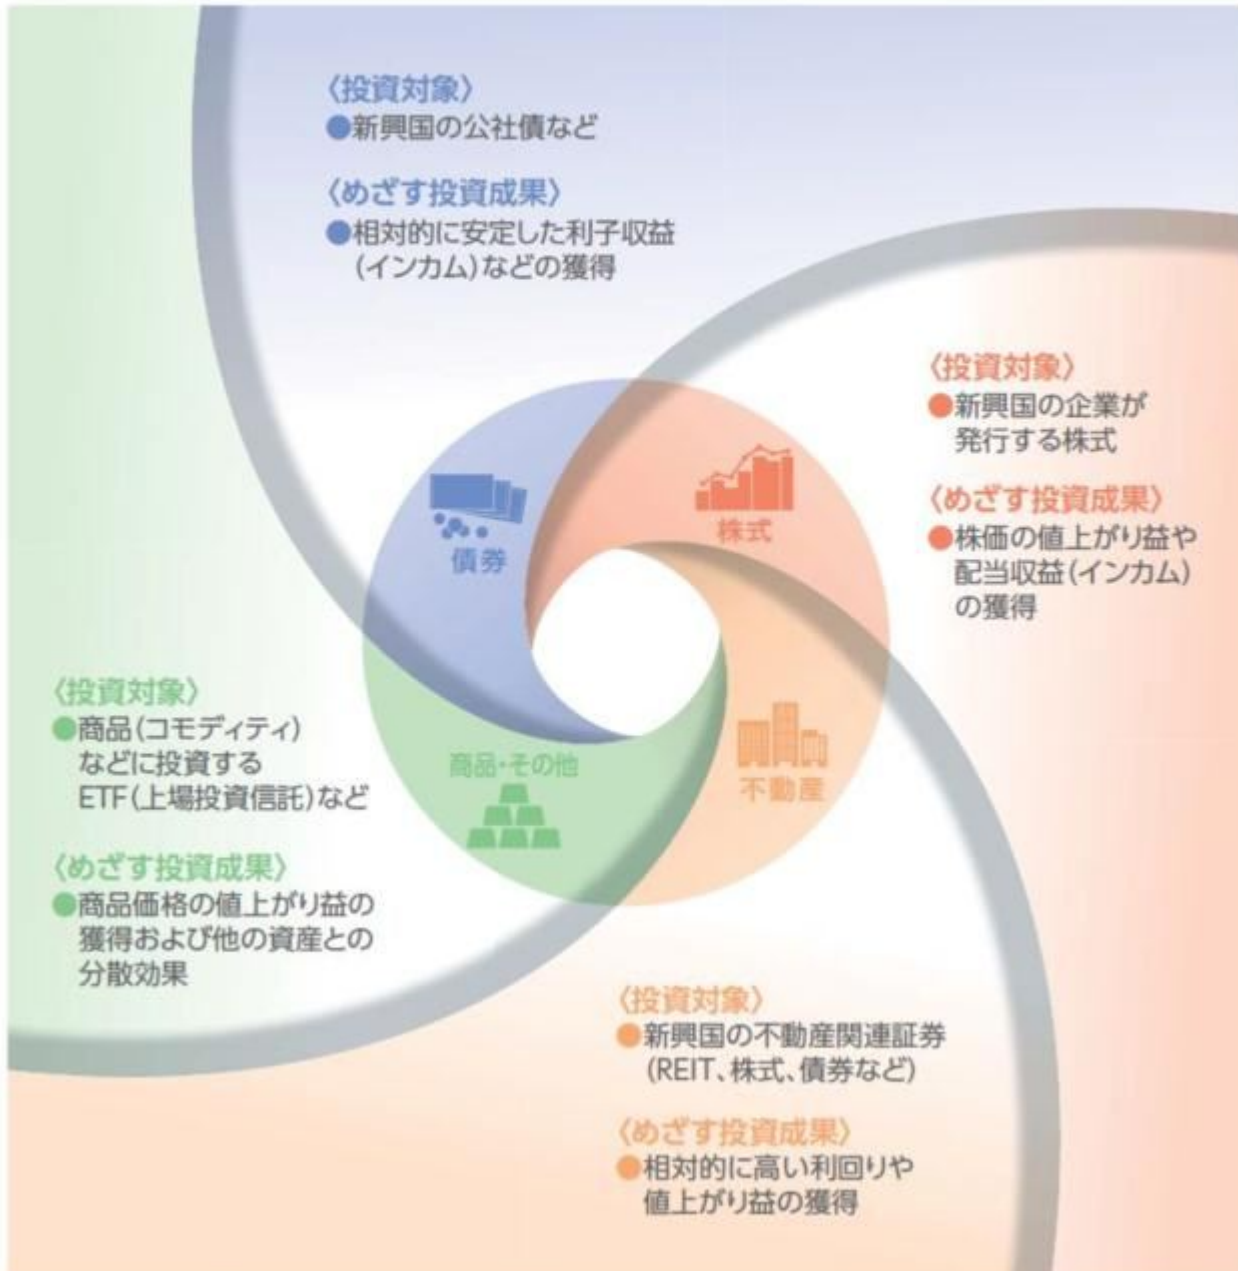 〈投資対象〉
●新興国の公社債など
〈めざす投資成果〉
●相対的に安定した利子収益
(インカム)などの獲得
〈投資対象〉
●新興国の企業が
発行する株式
〈めざす投資成果〉
●株価の値上がり益や
配当収益(インカム)
の獲得
債券
株式
商品・その他
不動産
〈投資対象〉
●商品(コモディティ)
などに投資する
ETF(上場投資信託)など
〈めざす投資成果〉
●商品価格の値上がり益の
獲得および他の資産との
分散効果
〈投資対象〉
●新興国の不動産関連証券
(REIT、株式、債券など)
〈めざす投資成果〉
●相対的に高い利回りや
値上がり益の獲得